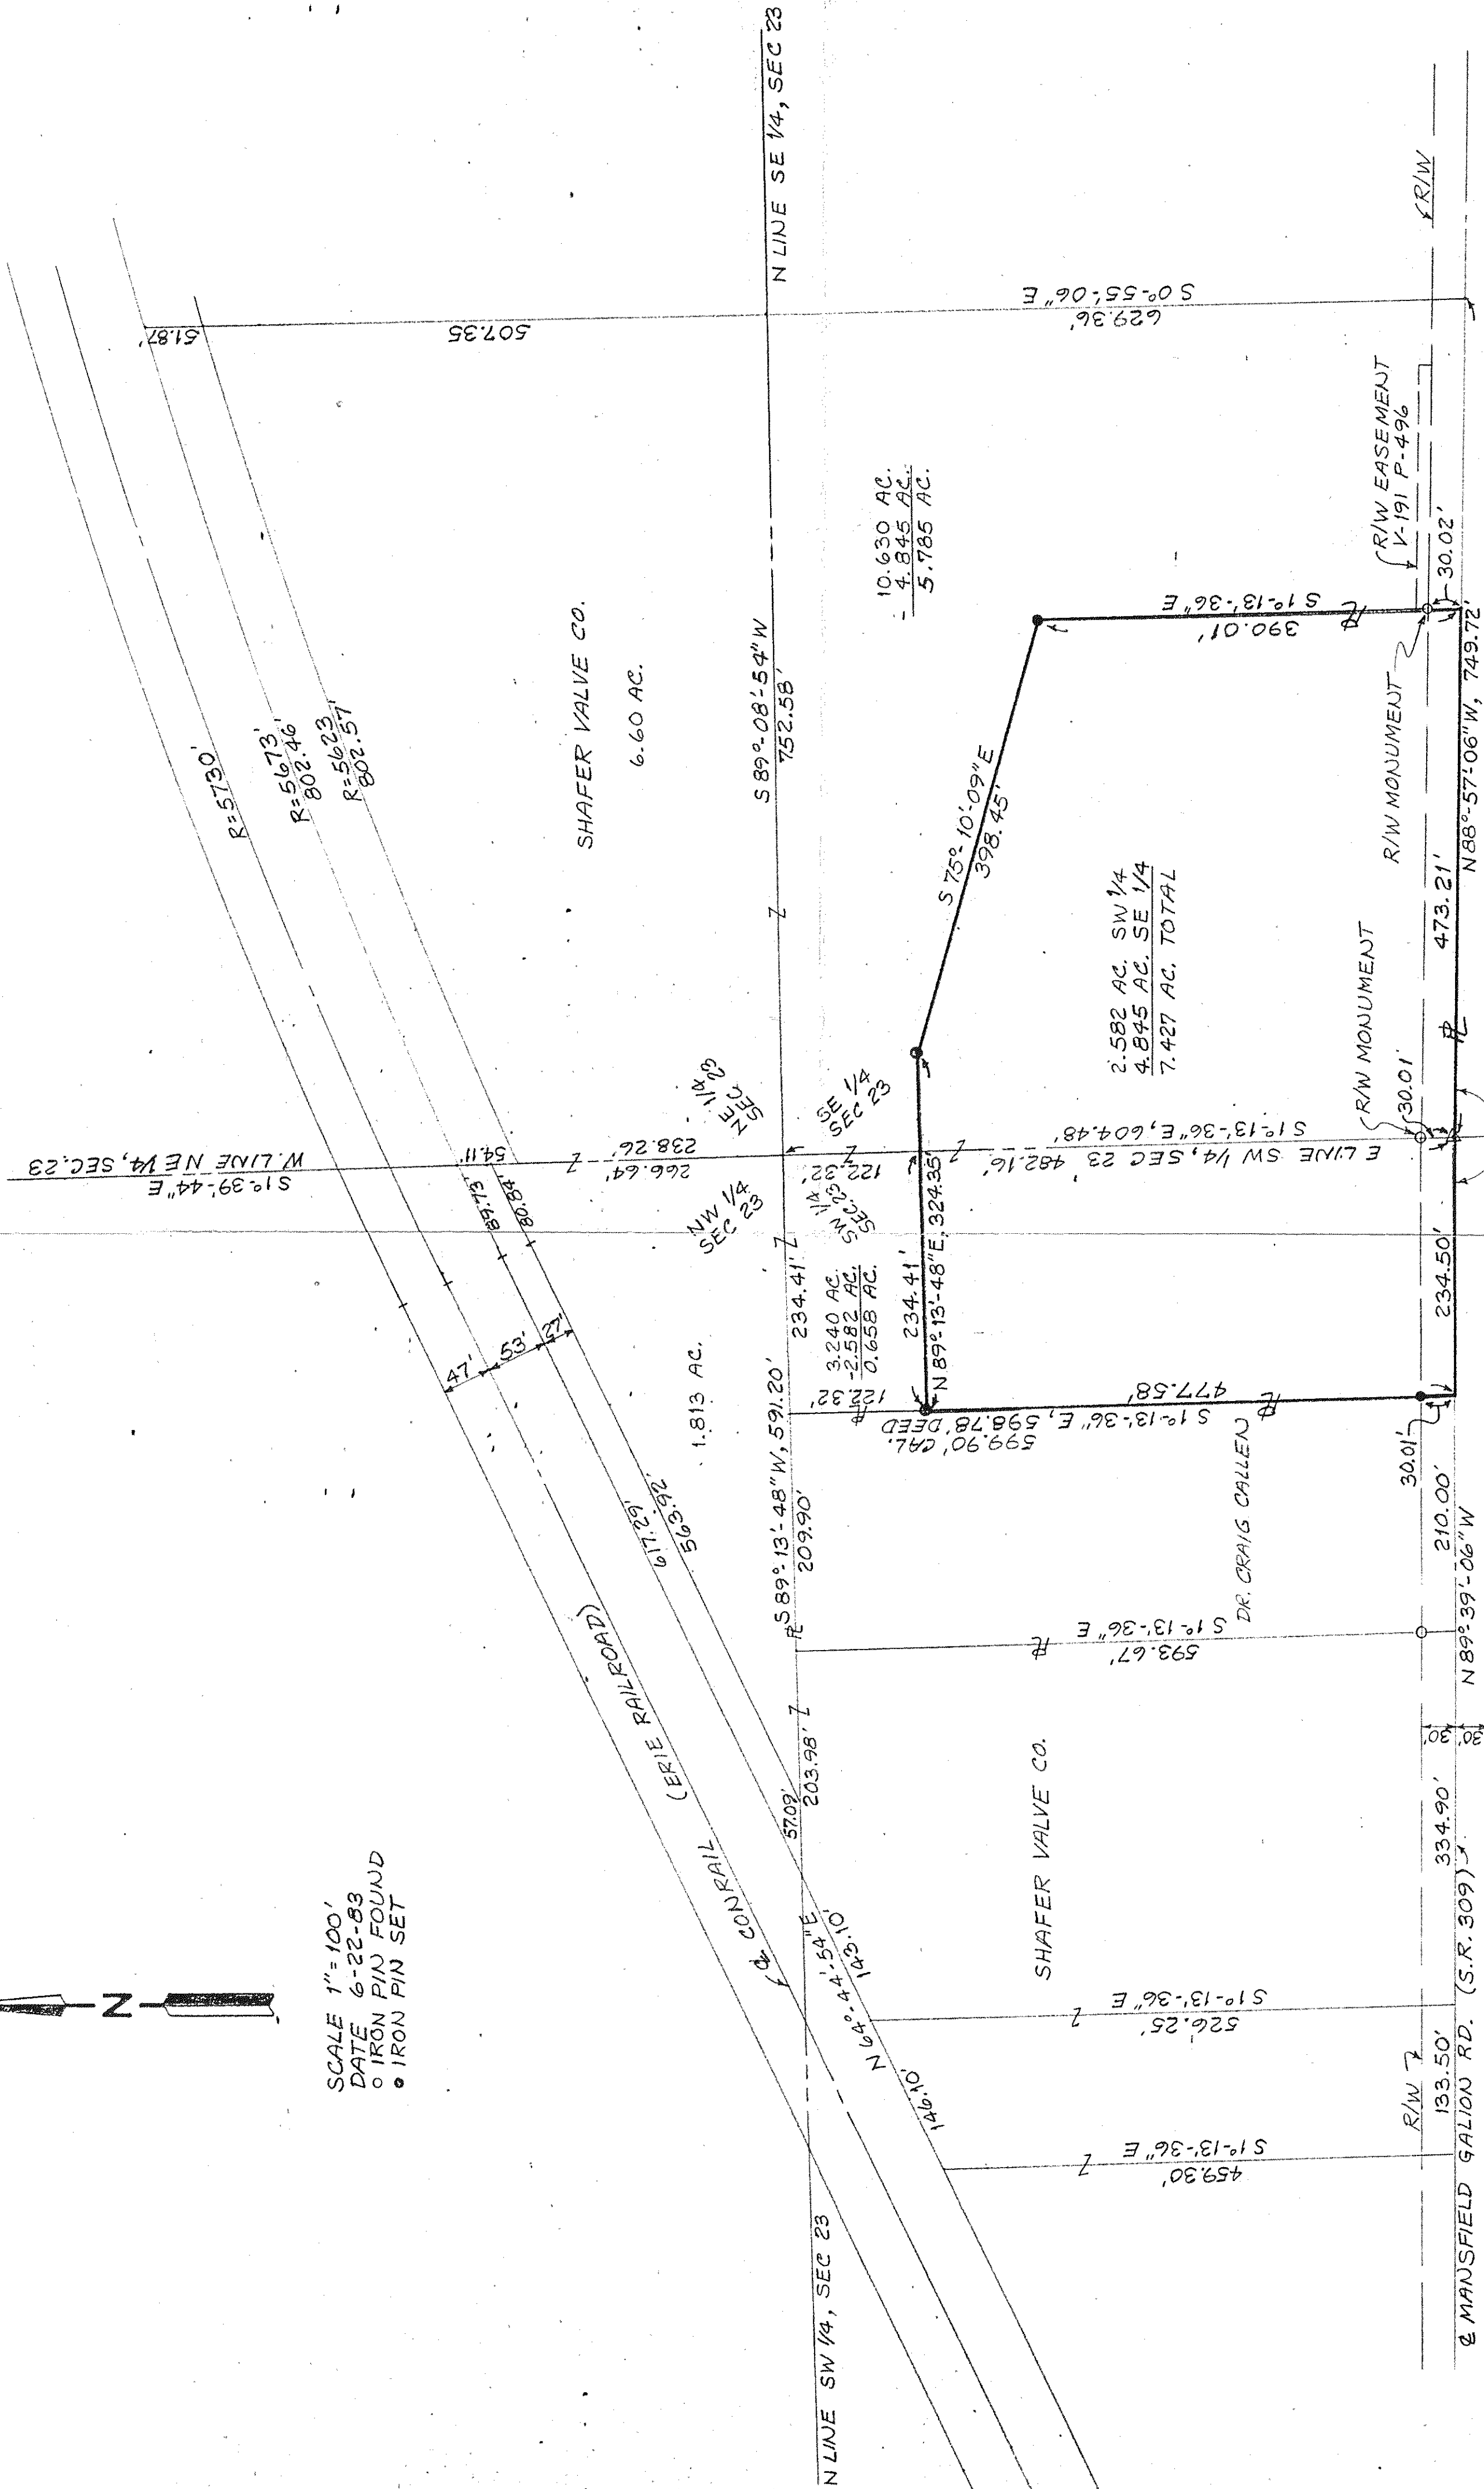 SCALE 1"=100'
DATE 6-22-83
o IRON PIN FOUND
• IRON PIN SET
N
N LINE SW 1/4, SEC 23
(ERIE RAILROAD)
℄ CONRAIL
47'
53'
27'
R=5730'
R=5673'
802.46'
R=5623'
802.57'
617.29'
563.92'
89.73'
80.84'
54.11'
S 1°-39'-44" E
W. LINE NE 1/4, SEC. 23
266.64'
238.26'
NW 1/4
SEC 23
NE 1/4
SEC 23
SW 1/4
SEC. 23
SE 1/4
SEC 23
1.813 AC.
SHAFER VALVE CO.
6.60 AC.
51.87'
507.35
N LINE SE 1/4, SEC 23
S 89°-08'-54" W
752.58'
S 0°-55'-06" E
629.36'
S 89°-13'-48" W, 591.20'
57.09'
203.98'
209.90'
234.41'
N 64°-44'-54" E
143.10'
146.10'
122.32'
122.32'
3.240 AC.
-2.582 AC.
0.658 AC.
234.41'
N 89°-13'-48" E, 324.35'
S 75°-10'-09" E
398.45'
10.630 AC.
- 4.845 AC.
5.785 AC.
S 1°-13'-36" E
390.01'
2.582 AC. SW 1/4
4.845 AC. SE 1/4
7.427 AC. TOTAL
S 1°-13'-36" E, 604.48'
E LINE SW 1/4, SEC 23
482.16'
477.58'
S 1°-13'-36" E, 598.78' DEED
599.90' CAL.
DR. CRAIG CALLEN
S 1°-13'-36" E
593.67'
SHAFER VALVE CO.
S 1°-13'-36" E
526.25'
S 1°-13'-36" E
459.30'
R/W EASEMENT
V-191 P-496
R/W MONUMENT
R/W MONUMENT
R/W
R/W
30.01'
30.01'
30.02'
30'
30'
133.50'
334.90'
210.00'
234.50'
473.21'
℄ MANSFIELD GALION RD. (S.R. 309)
N 89°-39'-06" W
N 88°-57'-06" W, 749.72'